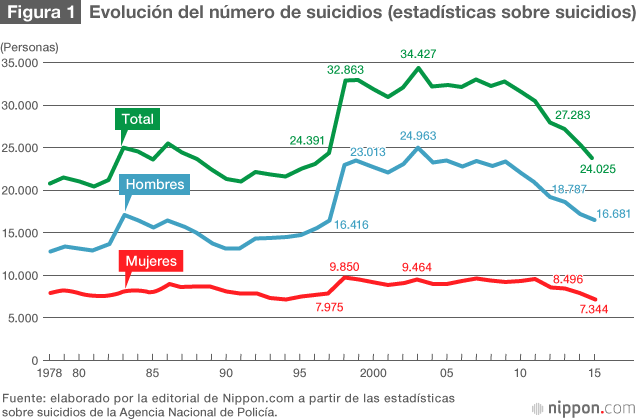 Figura 1 Evolución del número de suicidios (estadísticas sobre suicidios)
(Personas)
35.000
30.000
25.000
20.000
15.000
10.000
5.000
0
Total
Hombres
Mujeres
24.391
32.863
34.427
27.283
24.025
16.416
23.013
24.963
18.787
16.681
7.975
9.850
9.464
8.496
7.344
1978 80 85 90 95 2000 05 10 15
Fuente: elaborado por la editorial de Nippon.com a partir de las estadísticas
sobre suicidios de la Agencia Nacional de Policía.
nippon.com